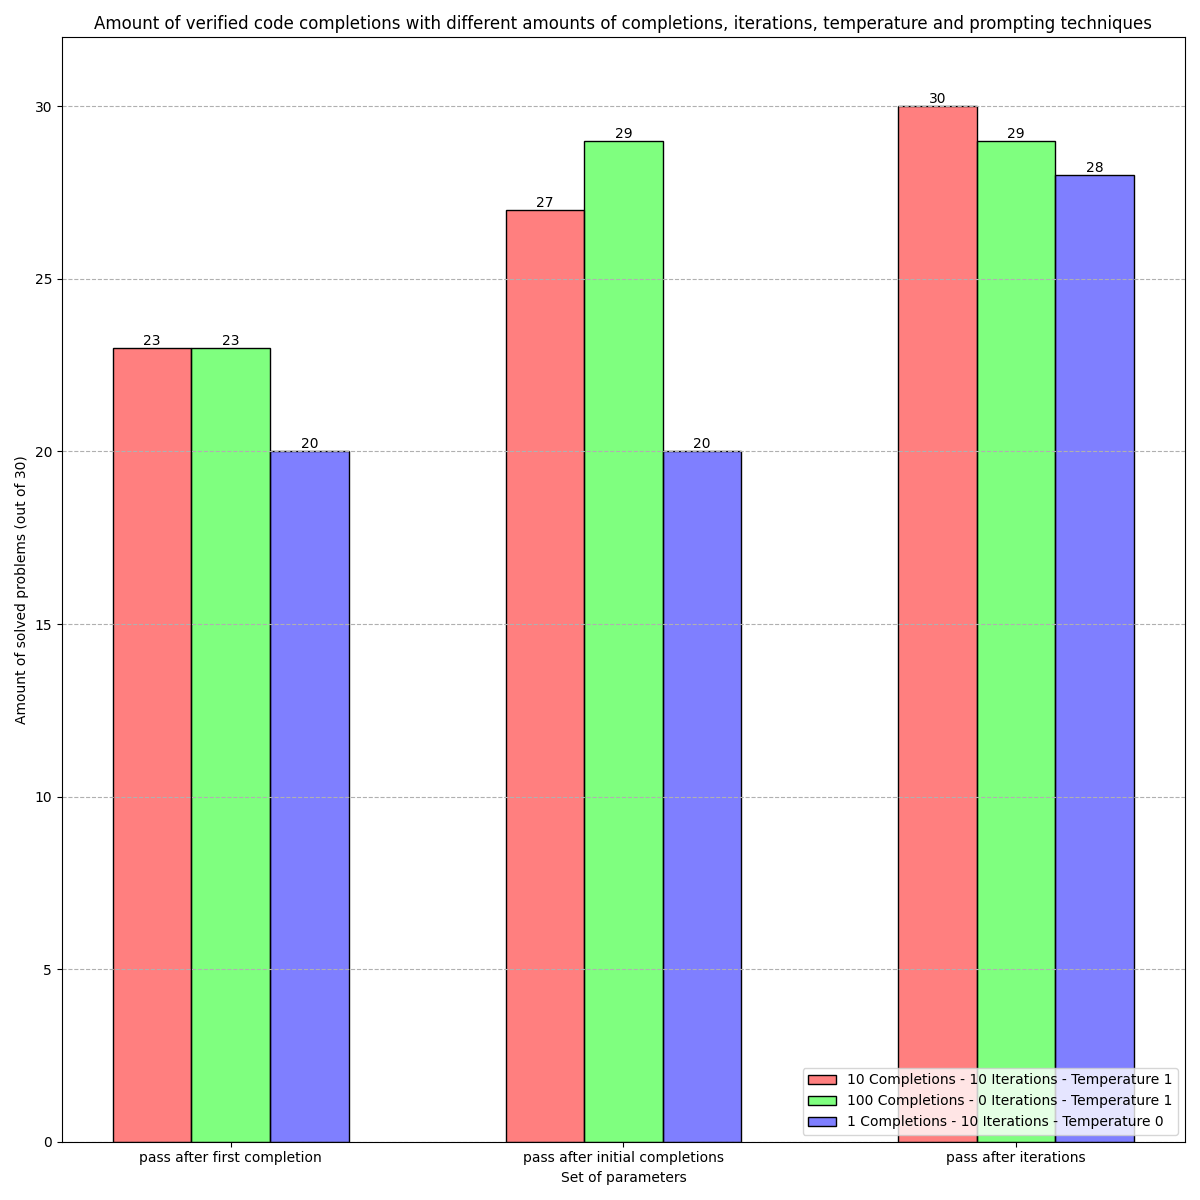 Amount of verified code completions with different amounts of completions, iterations, temperature and prompting techniques
Amount of solved problems (out of 30)
30
25
20
15
10
5
0
23
23
20
27
29
20
30
29
28
10 Completions - 10 Iterations - Temperature 1
100 Completions - 0 Iterations - Temperature 1
1 Completions - 10 Iterations - Temperature 0
pass after first completion
pass after initial completions
pass after iterations
Set of parameters